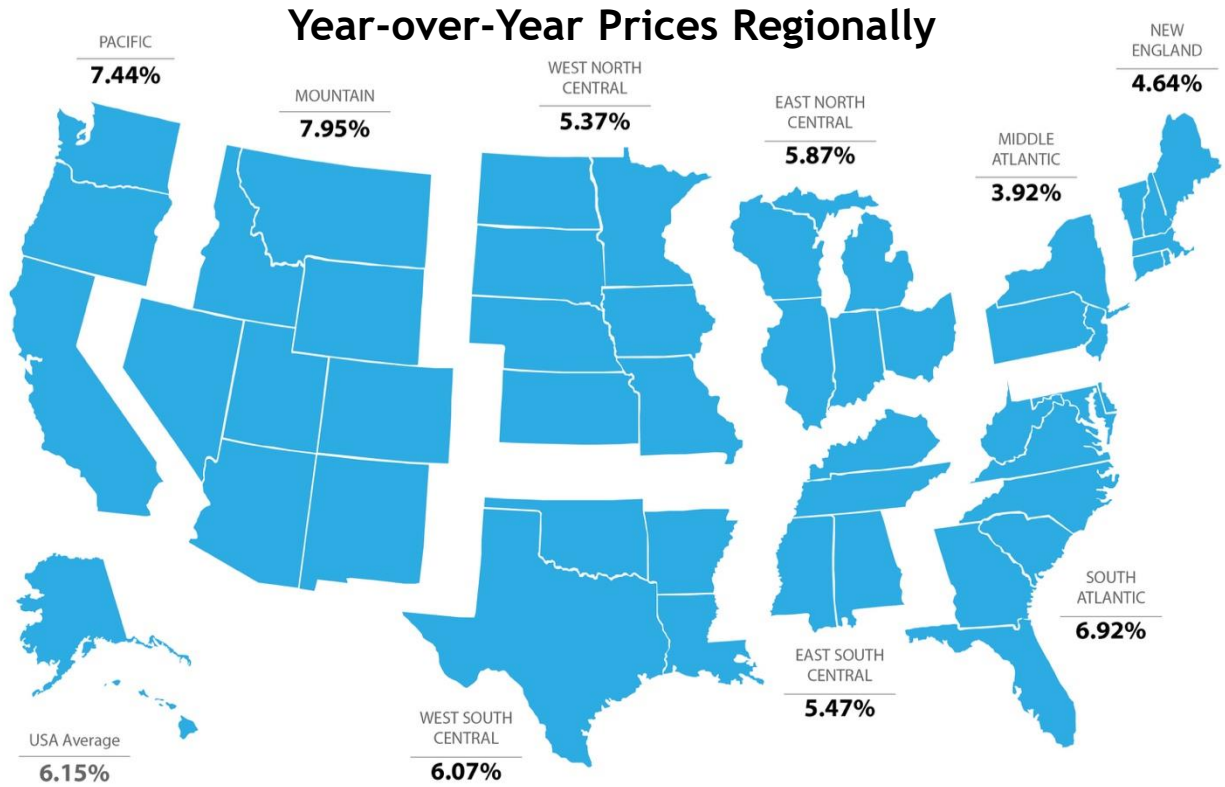 Year-over-Year Prices Regionally
PACIFIC
7.44%
MOUNTAIN
7.95%
WEST NORTH
CENTRAL
5.37%
EAST NORTH
CENTRAL
5.87%
MIDDLE
ATLANTIC
3.92%
NEW
ENGLAND
4.64%
SOUTH
ATLANTIC
6.92%
EAST SOUTH
CENTRAL
5.47%
WEST SOUTH
CENTRAL
6.07%
USA Average
6.15%